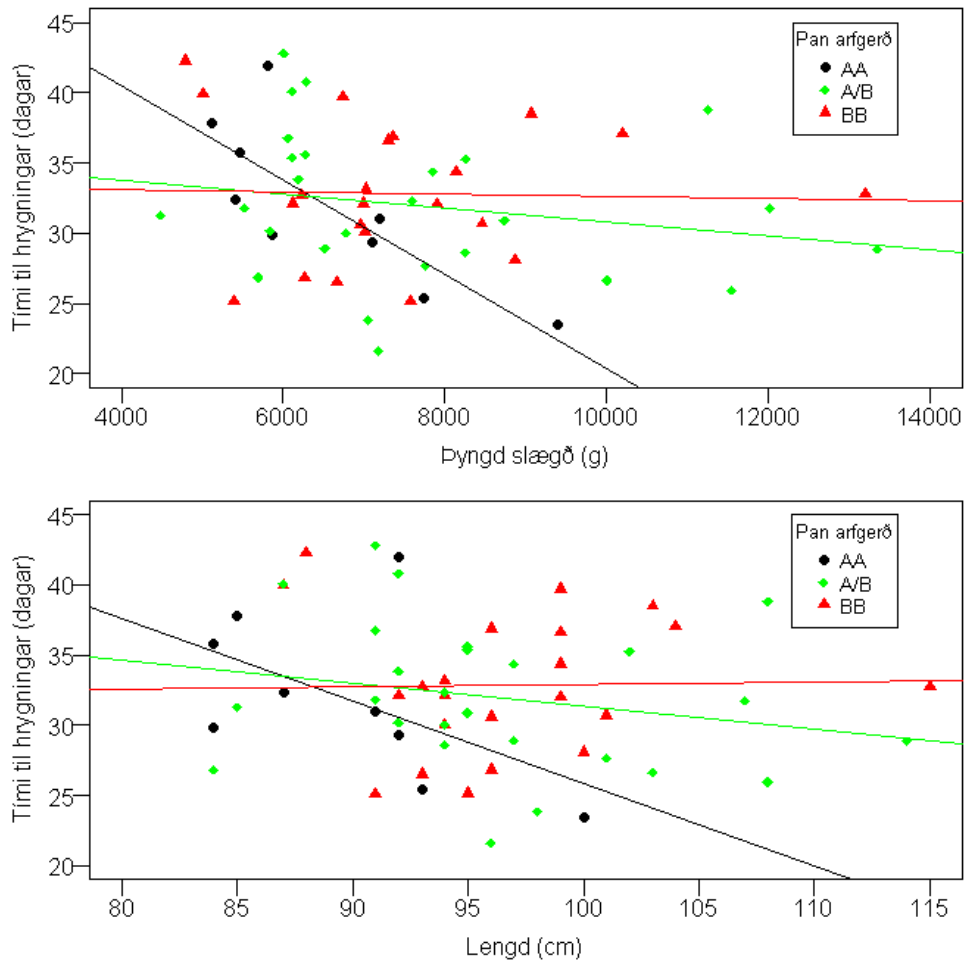 45
40
35
30
25
20
Tími til hrygningar (dagar)
Pan arfgerð
AA
A/B
BB
4000 6000 8000 10000 12000 14000
Þyngd slægð (g)
45
40
35
30
25
20
Tími til hrygningar (dagar)
Pan arfgerð
AA
A/B
BB
80 85 90 95 100 105 110 115
Lengd (cm)